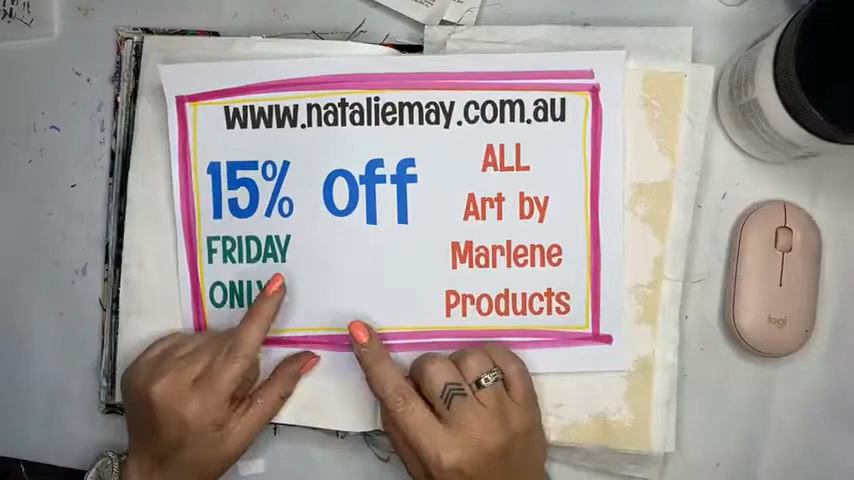 www.nataliemay.com.au
15% off
FRIDAY
ONLY
ALL
Art by
Marlene
Products
logi